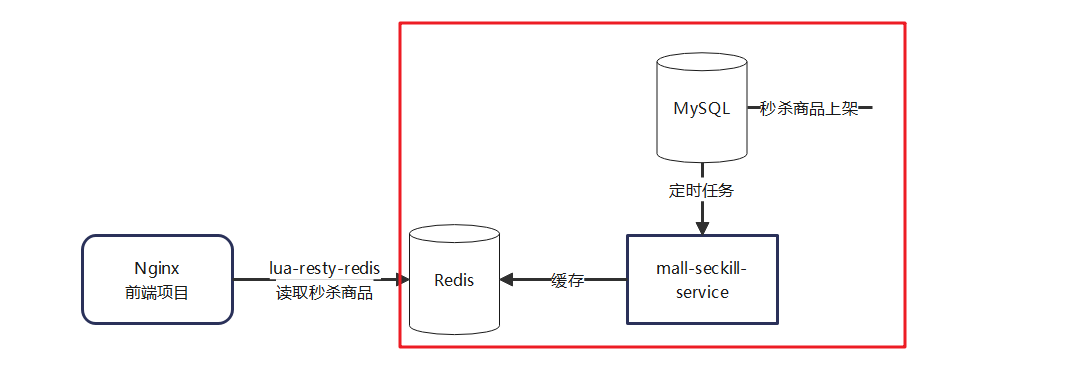 MySQL
秒杀商品上架
定时任务
Nginx
前端项目
lua-resty-redis
读取秒杀商品
Redis
缓存
mall-seckill-
service